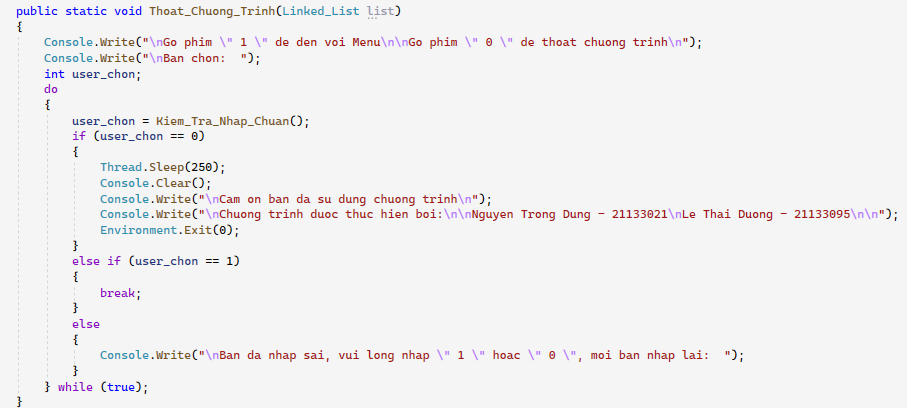 public static void Thoat_Chuong_Trinh(Linked_List list)
{
Console.Write("\nGo phim \" 1 \" de den voi Menu\n\nGo phim \" 0 \" de thoat chuong trinh\n");
Console.Write("\nBan chon:  ");
int user_chon;
do
{
user_chon = Kiem_Tra_Nhap_Chuan();
if (user_chon == 0)
{
Thread.Sleep(250);
Console.Clear();
Console.Write("\nCam on ban da su dung chuong trinh\n");
Console.Write("\nChuong trinh duoc thuc hien boi:\n\nNguyen Trong Dung - 21133021\nLe Thai Duong - 21133095\n\n");
Environment.Exit(0);
}
else if (user_chon == 1)
{
break;
}
else
{
Console.Write("\nBan da nhap sai, vui long nhap \" 1 \" hoac \" 0 \", moi ban nhap lai:  ");
}
} while (true);
}